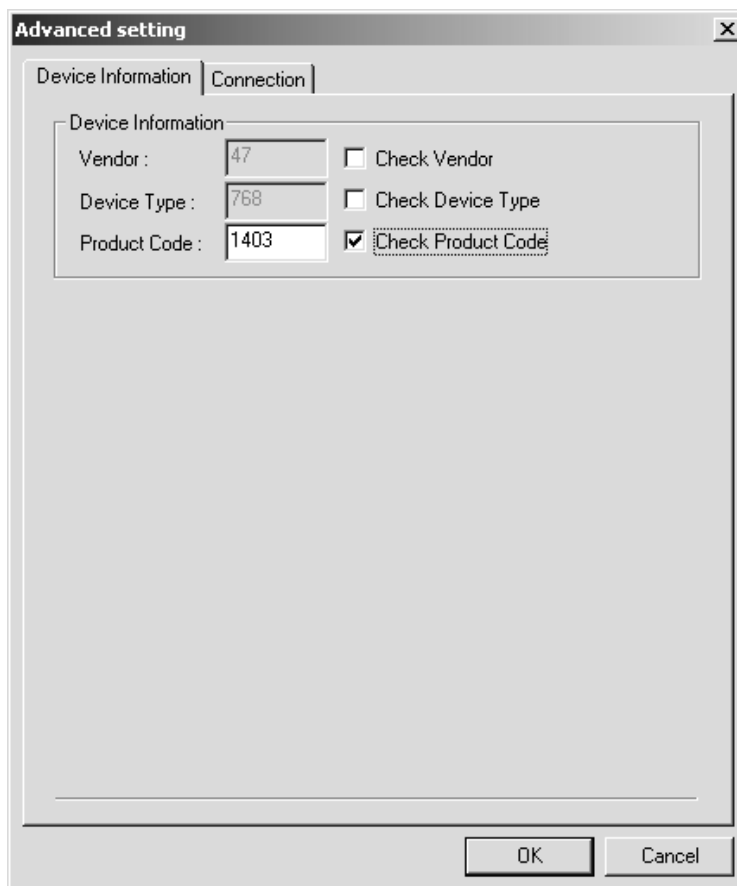 Advanced setting
Device Information Connection
Device Information
Vendor : 47 Check Vendor
Device Type : 768 Check Device Type
Product Code : 1403 Check Product Code
OK Cancel